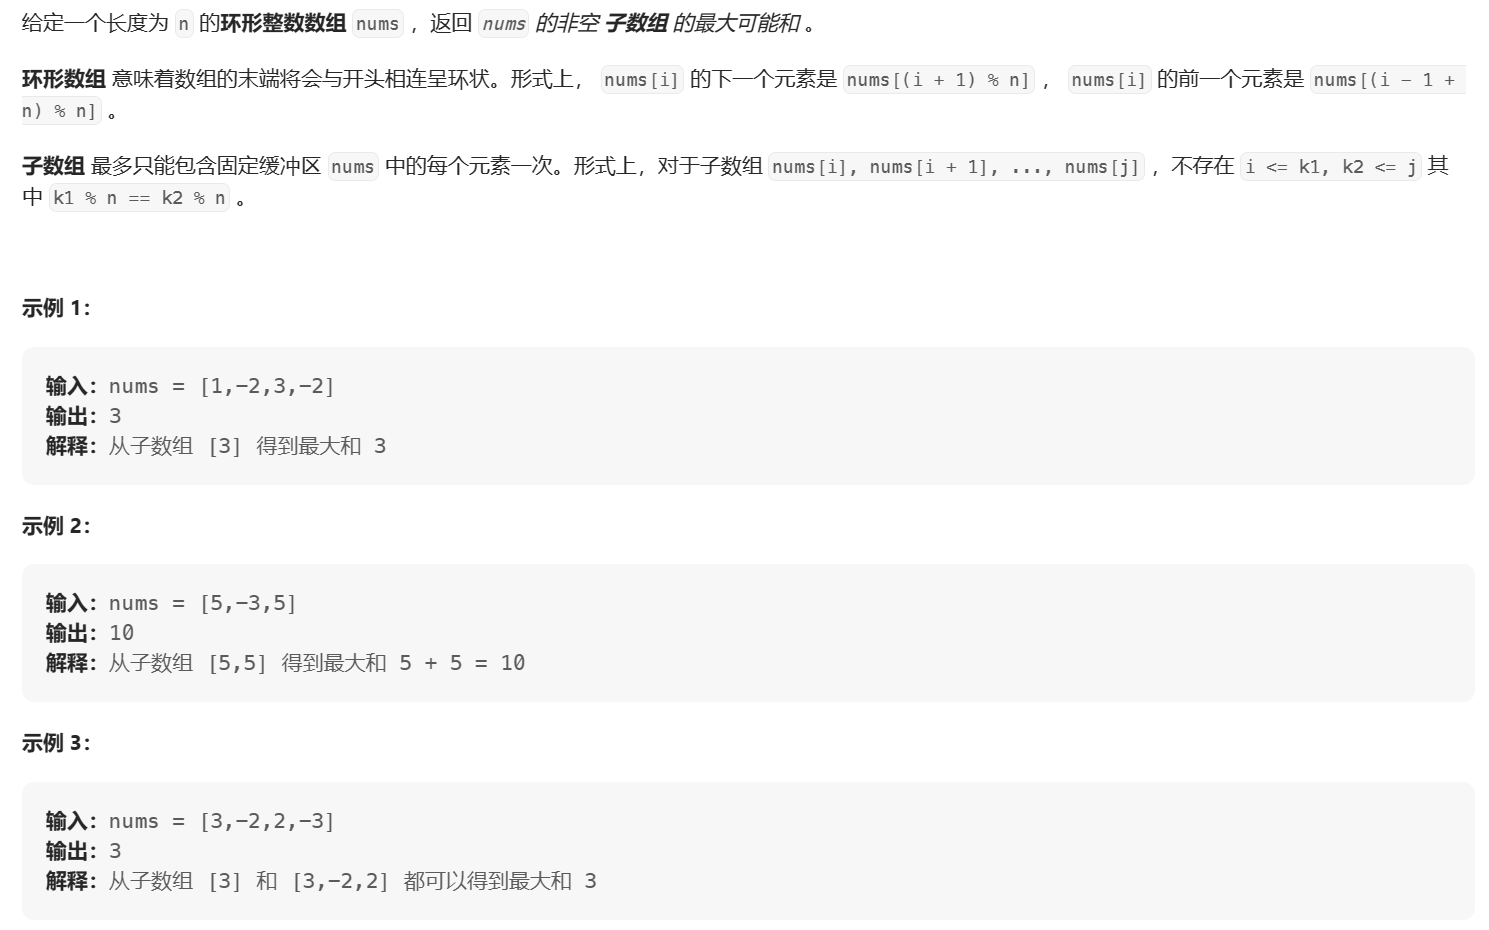 给定一个长度为 n 的环形整数数组 nums ，返回 nums 的非空 子数组 的最大可能和 。
环形数组 意味着数组的末端将会与开头相连呈环状。形式上， nums[i] 的下一个元素是 nums[(i + 1) % n] ， nums[i] 的前一个元素是 nums[(i - 1 +
n) % n] 。
子数组 最多只能包含固定缓冲区 nums 中的每个元素一次。形式上，对于子数组 nums[i], nums[i + 1], ..., nums[j] ，不存在 i <= k1, k2 <= j 其
中 k1 % n == k2 % n 。
示例 1：
输入：nums = [1,-2,3,-2]
输出：3
解释：从子数组 [3] 得到最大和 3
示例 2：
输入：nums = [5,-3,5]
输出：10
解释：从子数组 [5,5] 得到最大和 5 + 5 = 10
示例 3：
输入：nums = [3,-2,2,-3]
输出：3
解释：从子数组 [3] 和 [3,-2,2] 都可以得到最大和 3